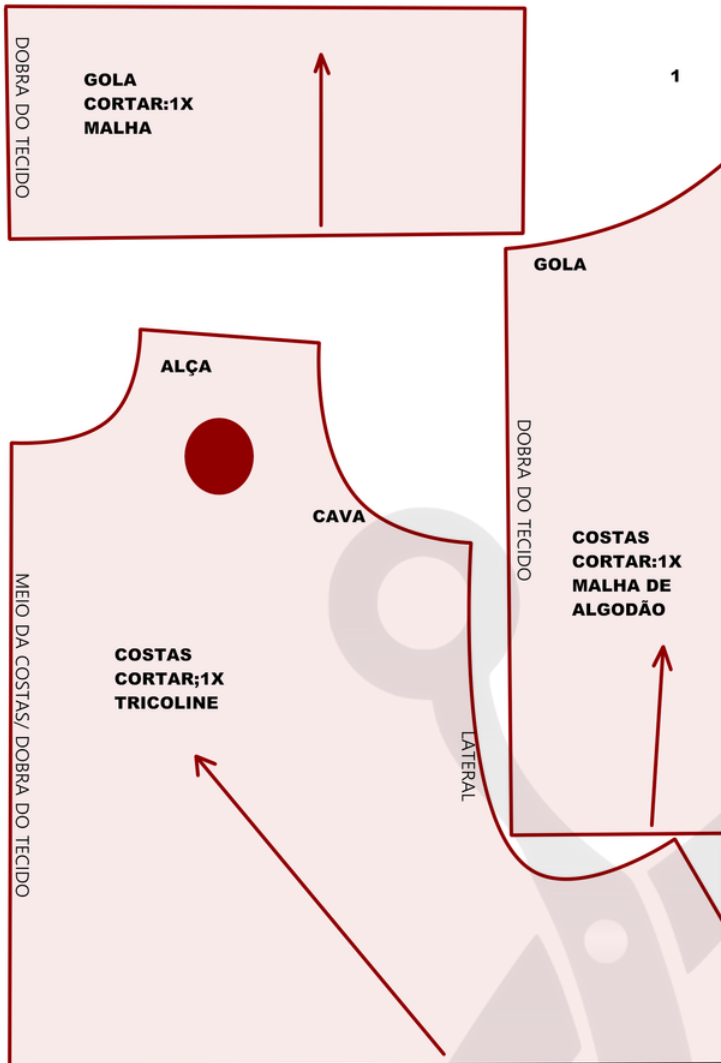 DOBRA DO TECIDO
GOLA
CORTAR:1X
MALHA
1
GOLA
DOBRA DO TECIDO
COSTAS
CORTAR:1X
MALHA DE
ALGODÃO
ALÇA
CAVA
MEIO DA COSTAS/ DOBRA DO TECIDO
COSTAS
CORTAR;1X
TRICOLINE
LATERAL